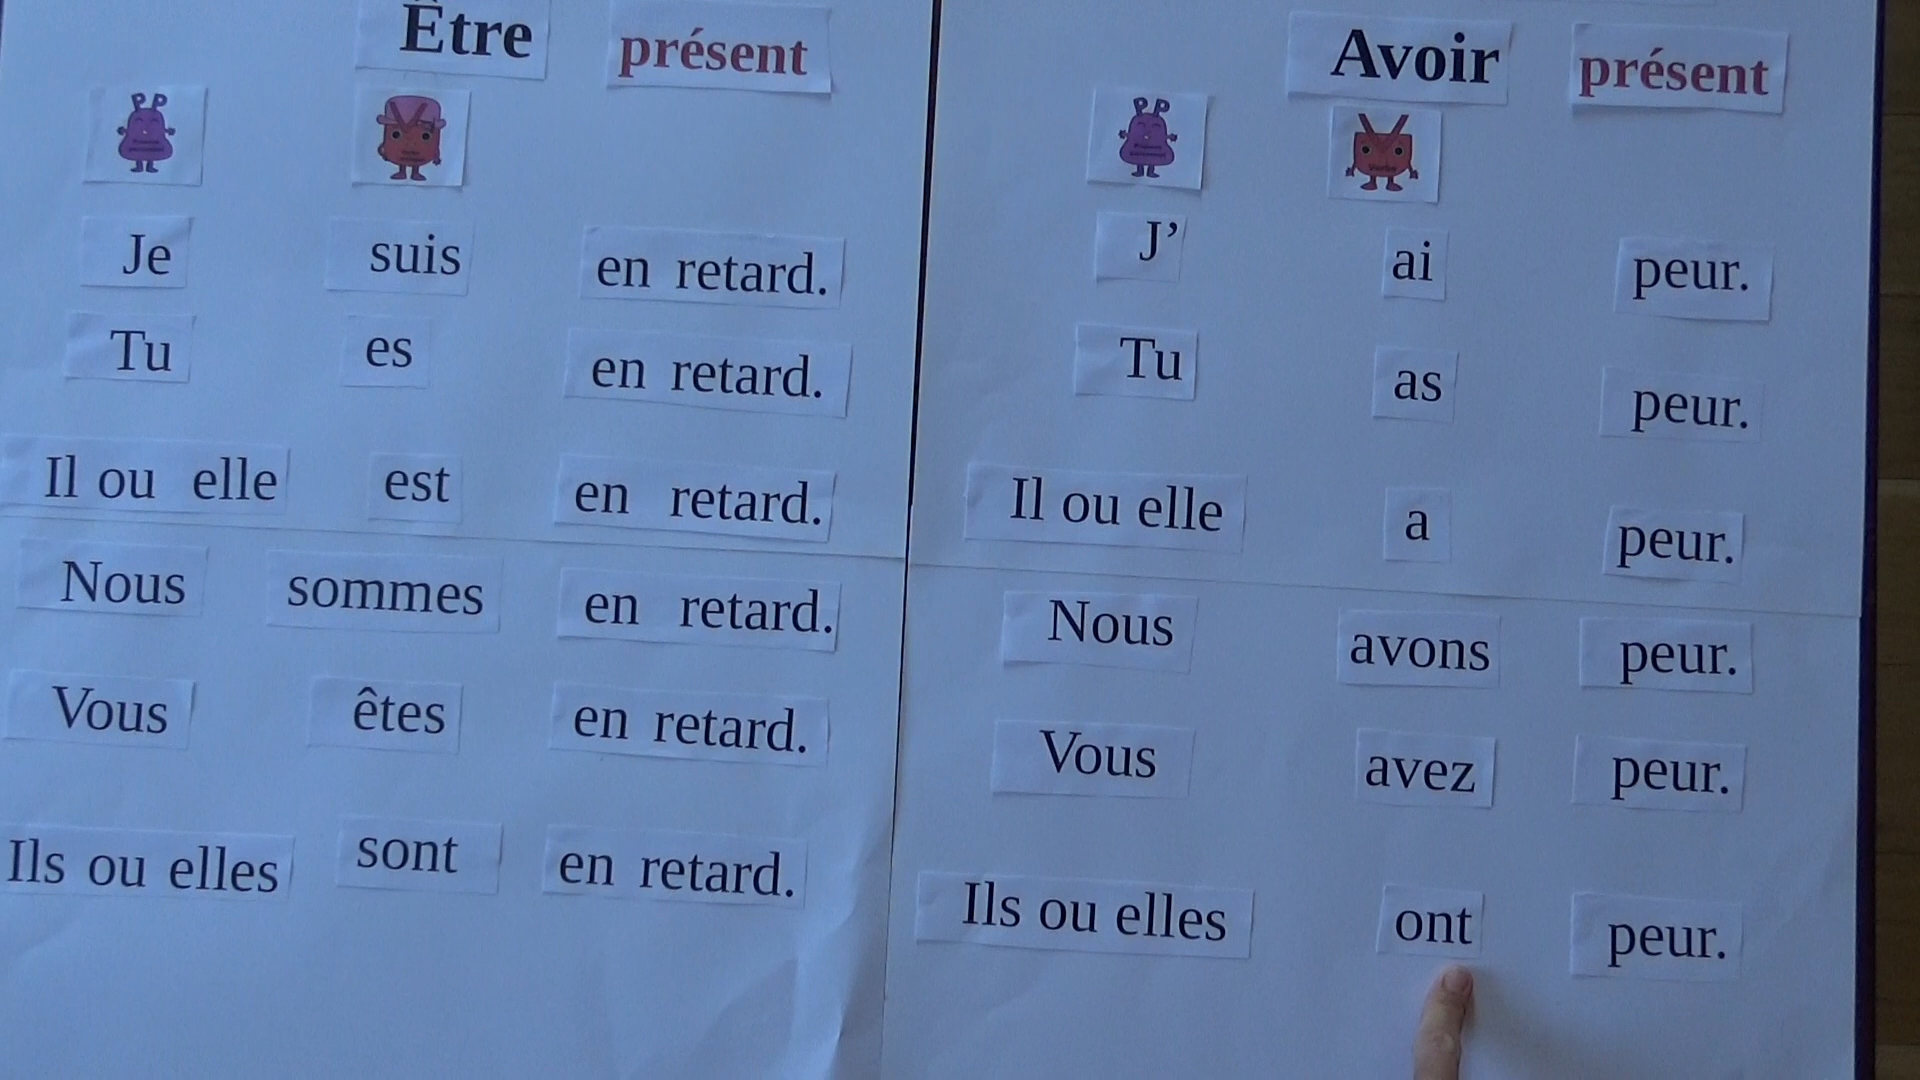 Être présent
Je suis en retard.
Tu es en retard.
Il ou elle est en retard.
Nous sommes en retard.
Vous êtes en retard.
Ils ou elles sont en retard.
Avoir présent
J’ ai peur.
Tu as peur.
Il ou elle a peur.
Nous avons peur.
Vous avez peur.
Ils ou elles ont peur.